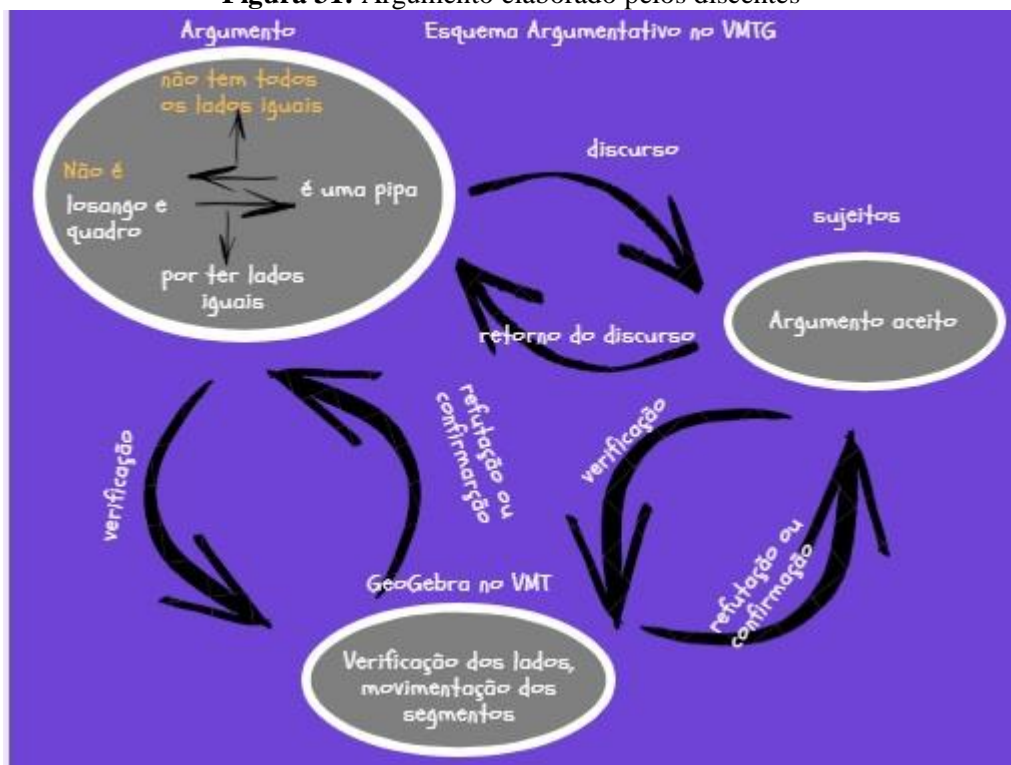 Figura 31: Argumento elaborado pelos discentes
Argumento
Esquema Argumentativo no VMTG
não tem todos
os lados iguais
Não é
losango e
quadro
é uma pipa
por ter lados
iguais
discurso
sujeitos
Argumento aceito
retorno do discurso
verificação
refutação ou
confirmarção
verificação
refutação ou
confirmação
GeoGebra no VMT
Verificação dos lados,
movimentação dos
segmentos